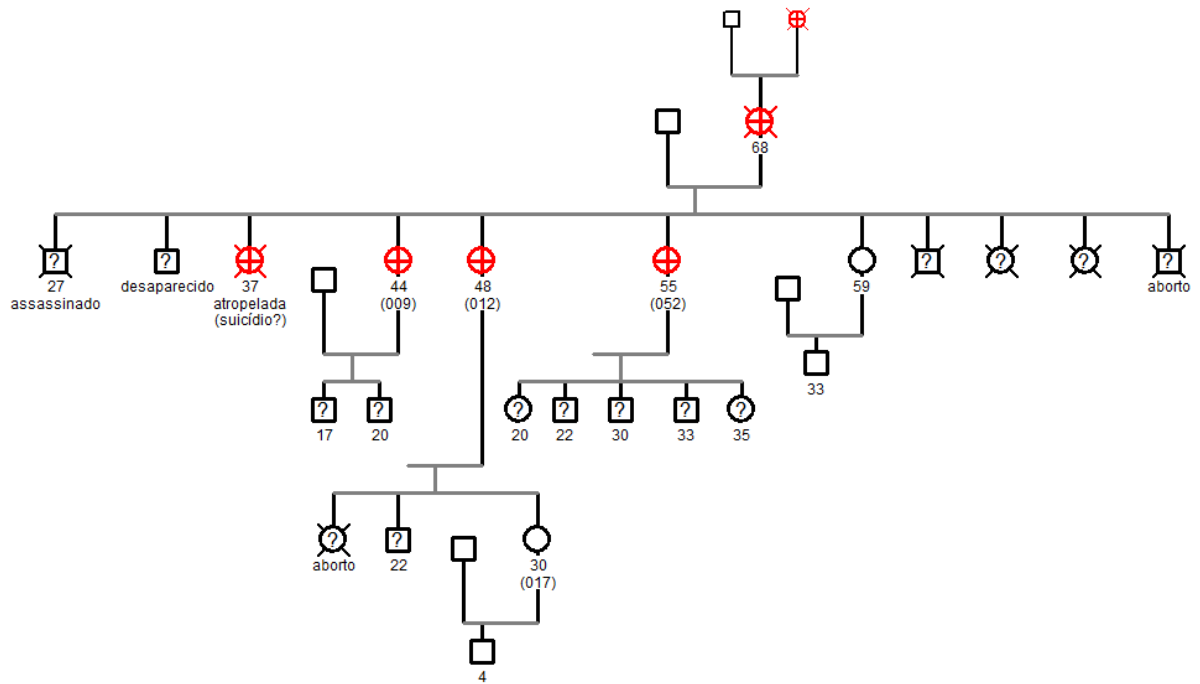 68
? ? ? ? ? ?
27 desaparecido 37 44 48 55 59 aborto
assassinado atropelada (009) (012) (052)
(suicídio?)
33
? ? ? ? ? ? ?
17 20 20 22 30 33 35
? ?
aborto 22 30
(017)
4